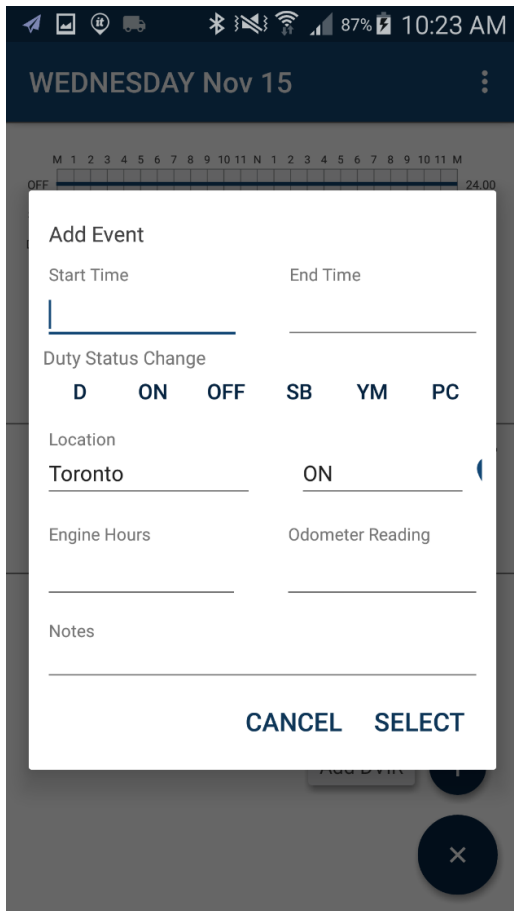 87% 10:23 AM
WEDNESDAY Nov 15
M 1 2 3 4 5 6 7 8 9 10 11 N 1 2 3 4 5 6 7 8 9 10 11 M
OFF 24.00
Add Event
Start Time End Time
Duty Status Change
D ON OFF SB YM PC
Location
Toronto ON
Engine Hours Odometer Reading
Notes
CANCEL SELECT
Add DVIR